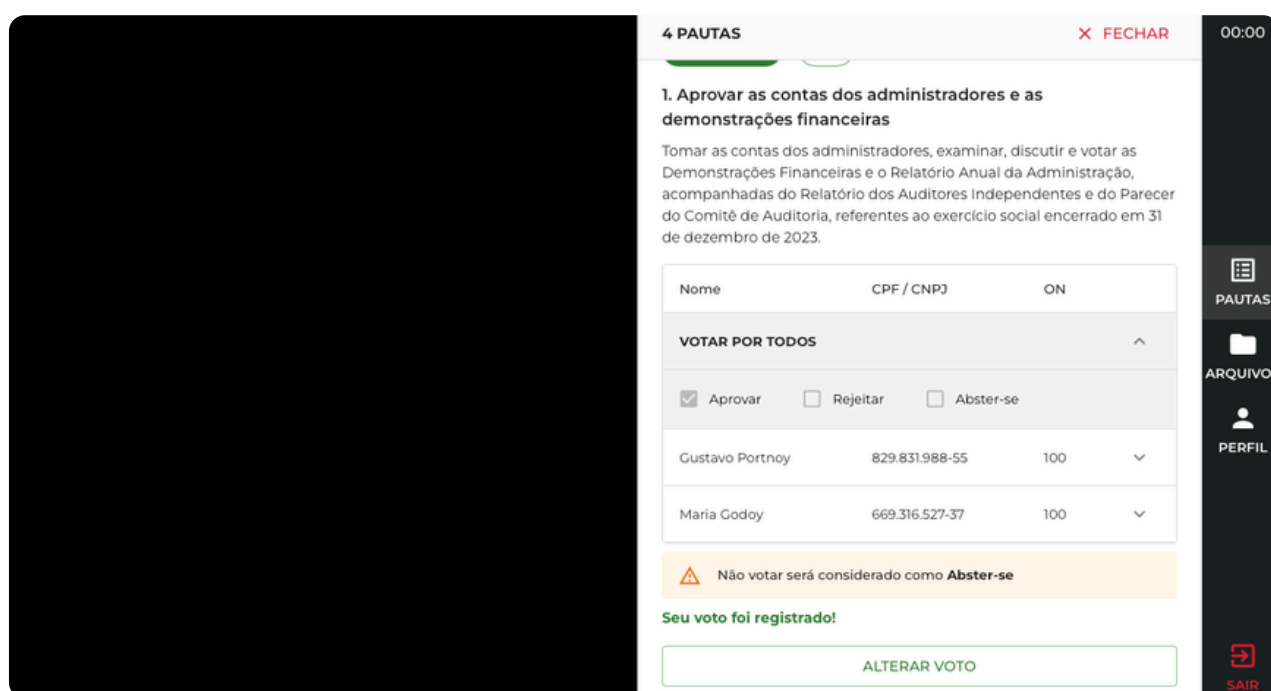 4 PAUTAS
FECHAR
00:00
1. Aprovar as contas dos administradores e as
demonstrações financeiras
Tomar as contas dos administradores, examinar, discutir e votar as
Demonstrações Financeiras e o Relatório Anual da Administração,
acompanhadas do Relatório dos Auditores Independentes e do Parecer
do Comitê de Auditoria, referentes ao exercício social encerrado em 31
de dezembro de 2023.
Nome CPF / CNPJ ON
VOTAR POR TODOS
Aprovar Rejeitar Abster-se
Gustavo Portnoy 829.831.988-55 100
Maria Godoy 669.316.527-37 100
Não votar será considerado como Abster-se
Seu voto foi registrado!
ALTERAR VOTO
PAUTAS
ARQUIVO
PERFIL
SAIR